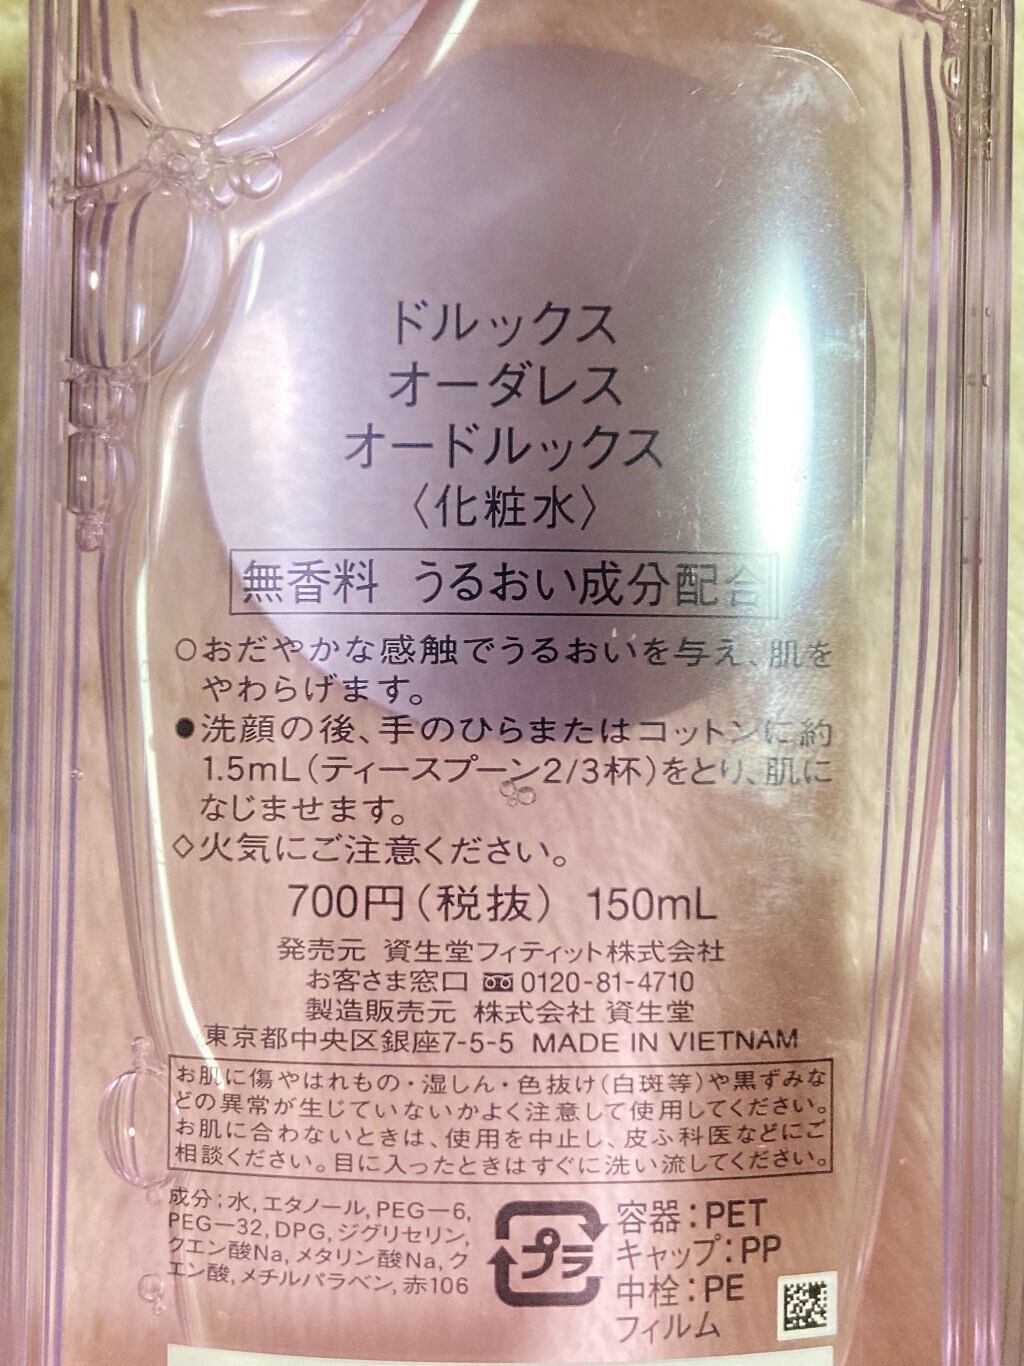 ドルックス
オーダレス
オードルックス
〈化粧水〉
無香料 うるおい成分配合
○おだやかな感触でうるおいを与え、肌を
やわらげます。
●洗顔の後、手のひらまたはコットンに約
1.5mL(ティースプーン2/3杯)をとり、肌に
なじませます。
◇火気にご注意ください。
700円(税抜) 150mL
発売元 資生堂フィティット株式会社
お客さま窓口 0120-81-4710
製造販売元 株式会社 資生堂
東京都中央区銀座7-5-5 MADE IN VIETNAM
お肌に傷やはれもの・湿しん・色抜け(白斑等)や黒ずみな
どの異常が生じていないかよく注意して使用してください。
お肌に合わないときは、使用を中止し、皮ふ科医などにご
相談ください。目に入ったときはすぐに洗い流してください。
成分;水,エタノール,PEGー6,
PEGー32,DPG,ジグリセリン,
クエン酸Na,メタリン酸Na,ク
エン酸,メチルパラベン,赤106
プラ
容器:PET
キャップ:PP
中栓:PE
フィルム